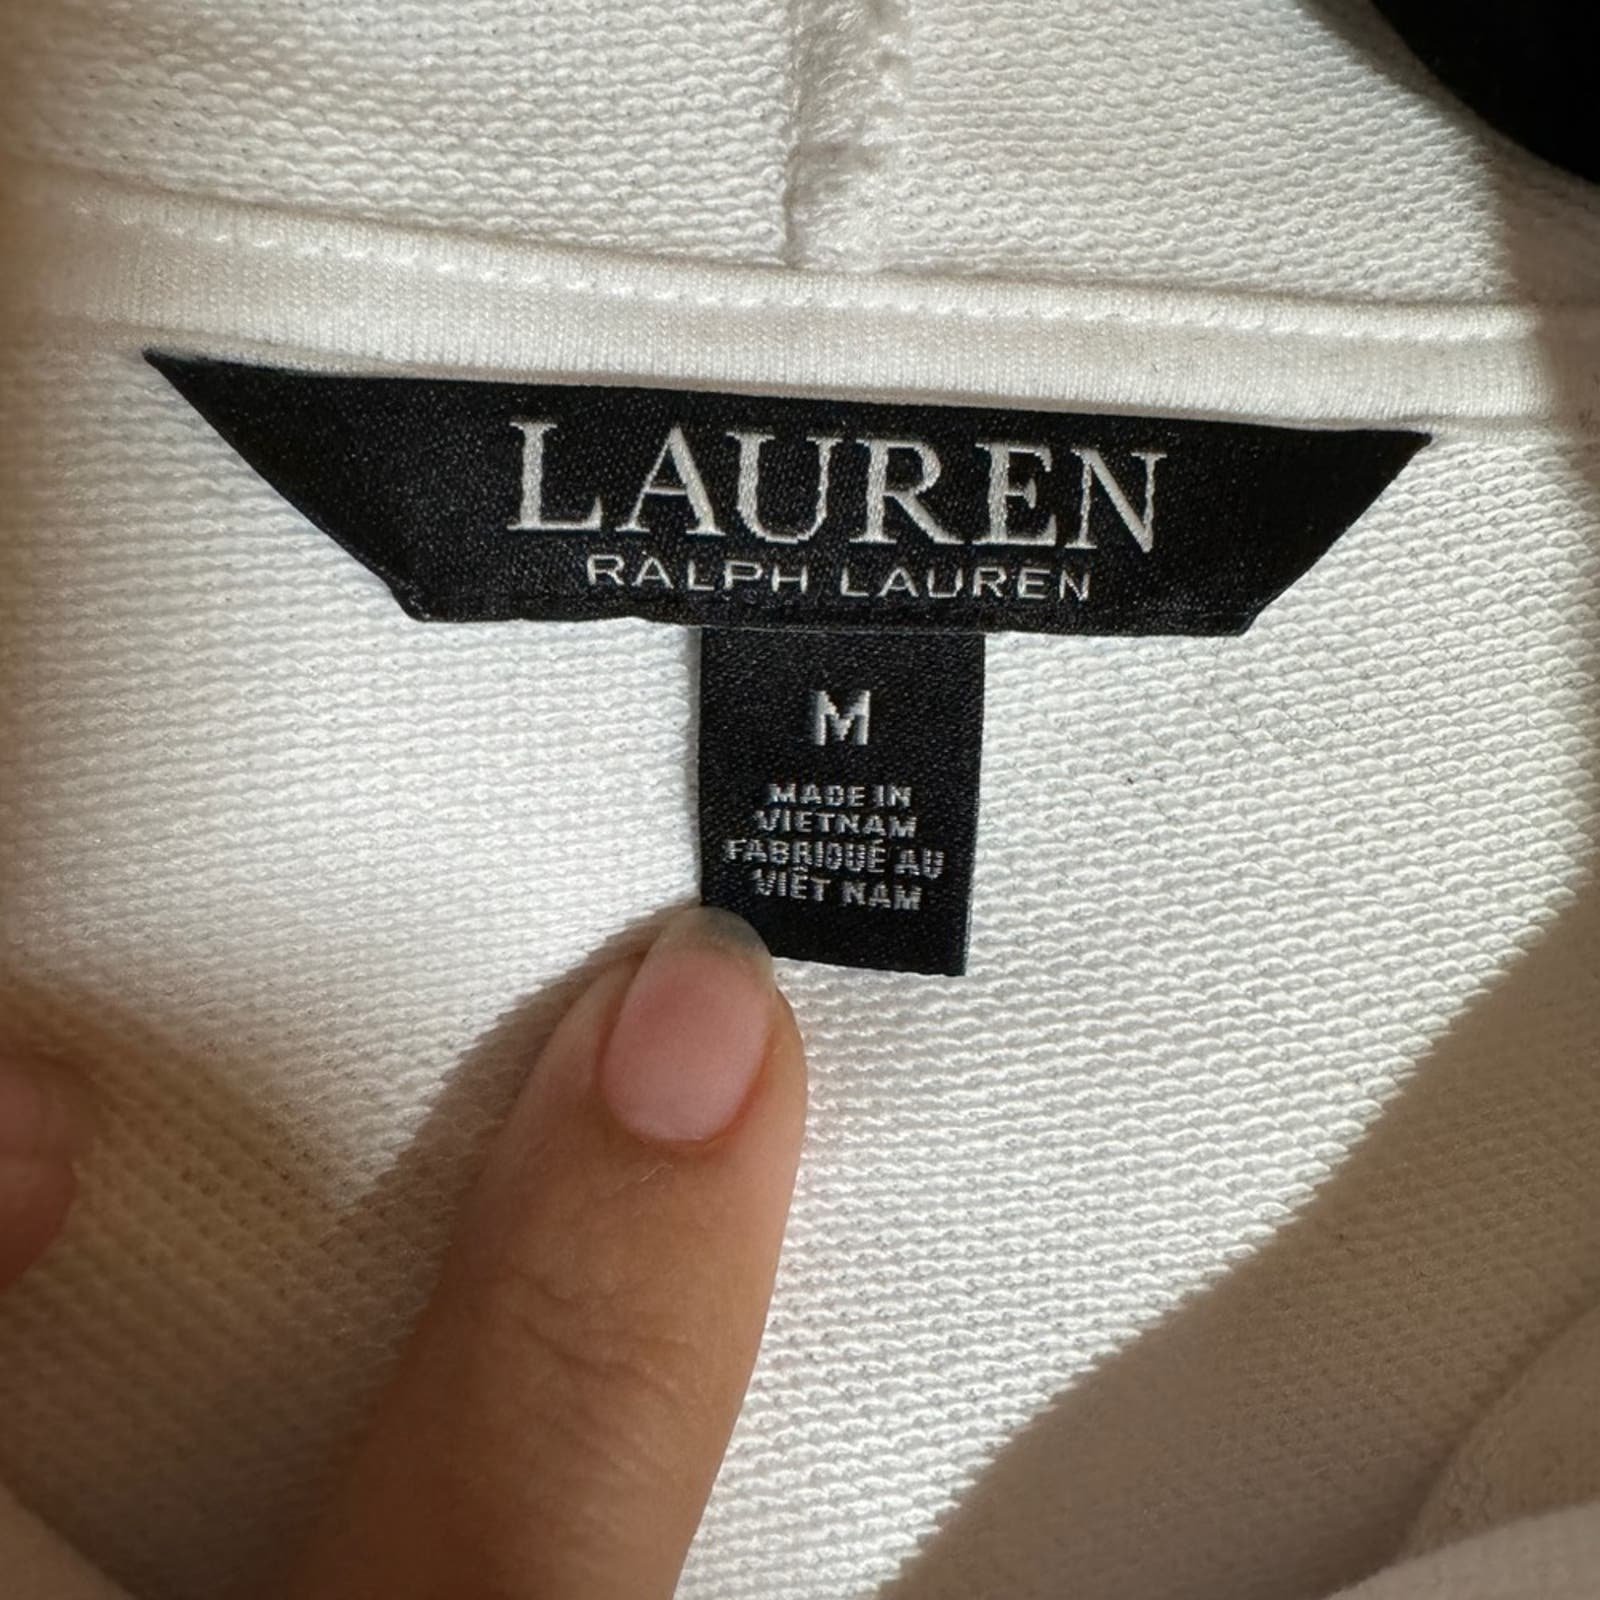 LAUREN
RALPH LAUREN
M
MADE IN
VIETNAM
FABRIQUÉ AU
VIÊT NAM